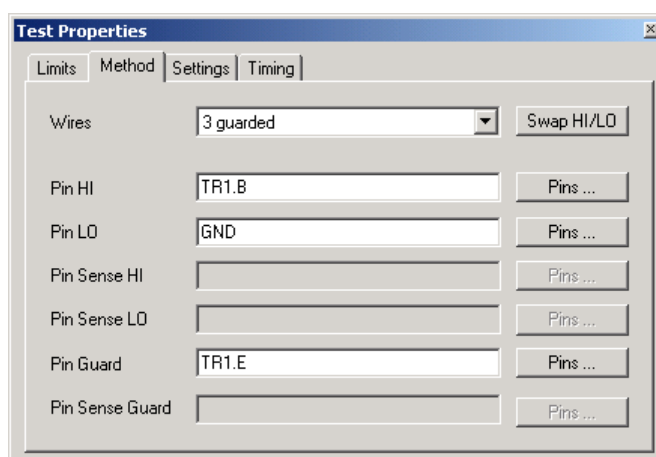 Test Properties
Limits Method Settings Timing
Wires 3 guarded Swap HI/LO
Pin HI TR1.B Pins ...
Pin LO GND Pins ...
Pin Sense HI Pins ...
Pin Sense LO Pins ...
Pin Guard TR1.E Pins ...
Pin Sense Guard Pins ...